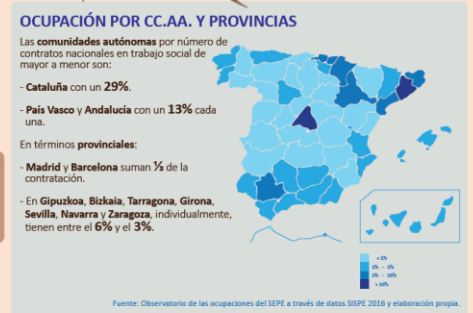 OCUPACIÓN POR CC.AA. Y PROVINCIAS
Las comunidades autónomas por número de
contratos nacionales en trabajo social de
mayor a menor son:
- Cataluña con un 29%.
- País Vasco y Andalucía con un 13% cada
una.
En términos provinciales:
- Madrid y Barcelona suman ⅓ de la
contratación.
- En Gipuzkoa, Bizkaia, Tarragona, Girona,
Sevilla, Navarra y Zaragoza, individualmente,
tienen entre el 6% y el 3%.
< 1%
> 10%
Fuente: Observatorio de las ocupaciones del SEPE a través de datos SISPE 2016 y elaboración propia.